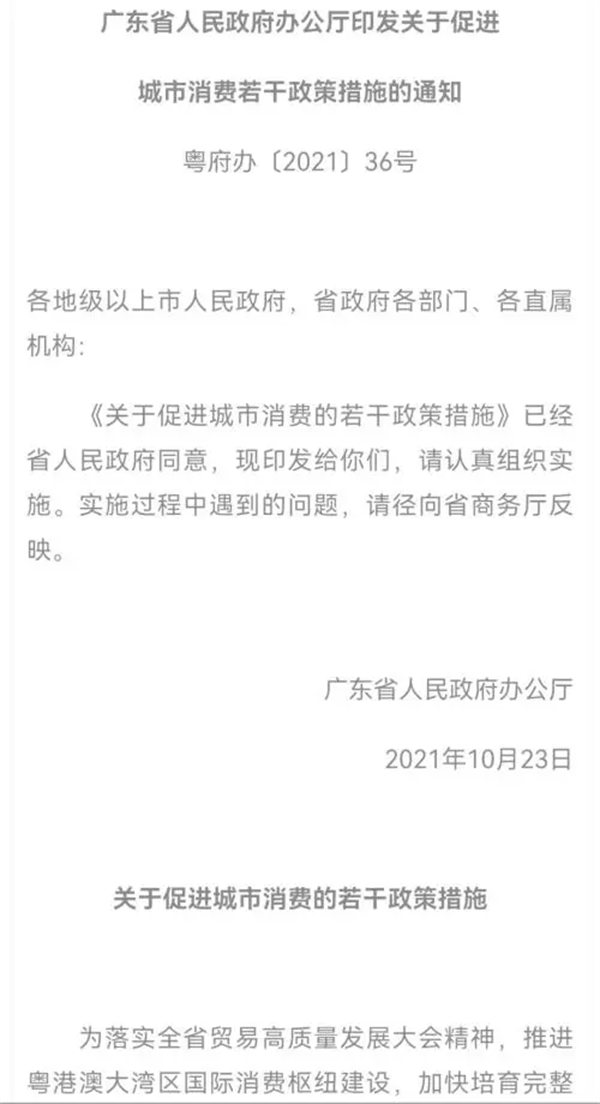 广东省人民政府办公厅印发关于促进
城市消费若干政策措施的通知
粤府办〔2021〕36号
各地级以上市人民政府，省政府各部门、各直属
机构：
《关于促进城市消费的若干政策措施》已经
省人民政府同意，现印发给你们，请认真组织实
施。实施过程中遇到的问题，请径向省商务厅反
映。
广东省人民政府办公厅
2021年10月23日
关于促进城市消费的若干政策措施
为落实全省贸易高质量发展大会精神，推进
粤港澳大湾区国际消费枢纽建设，加快培育完整